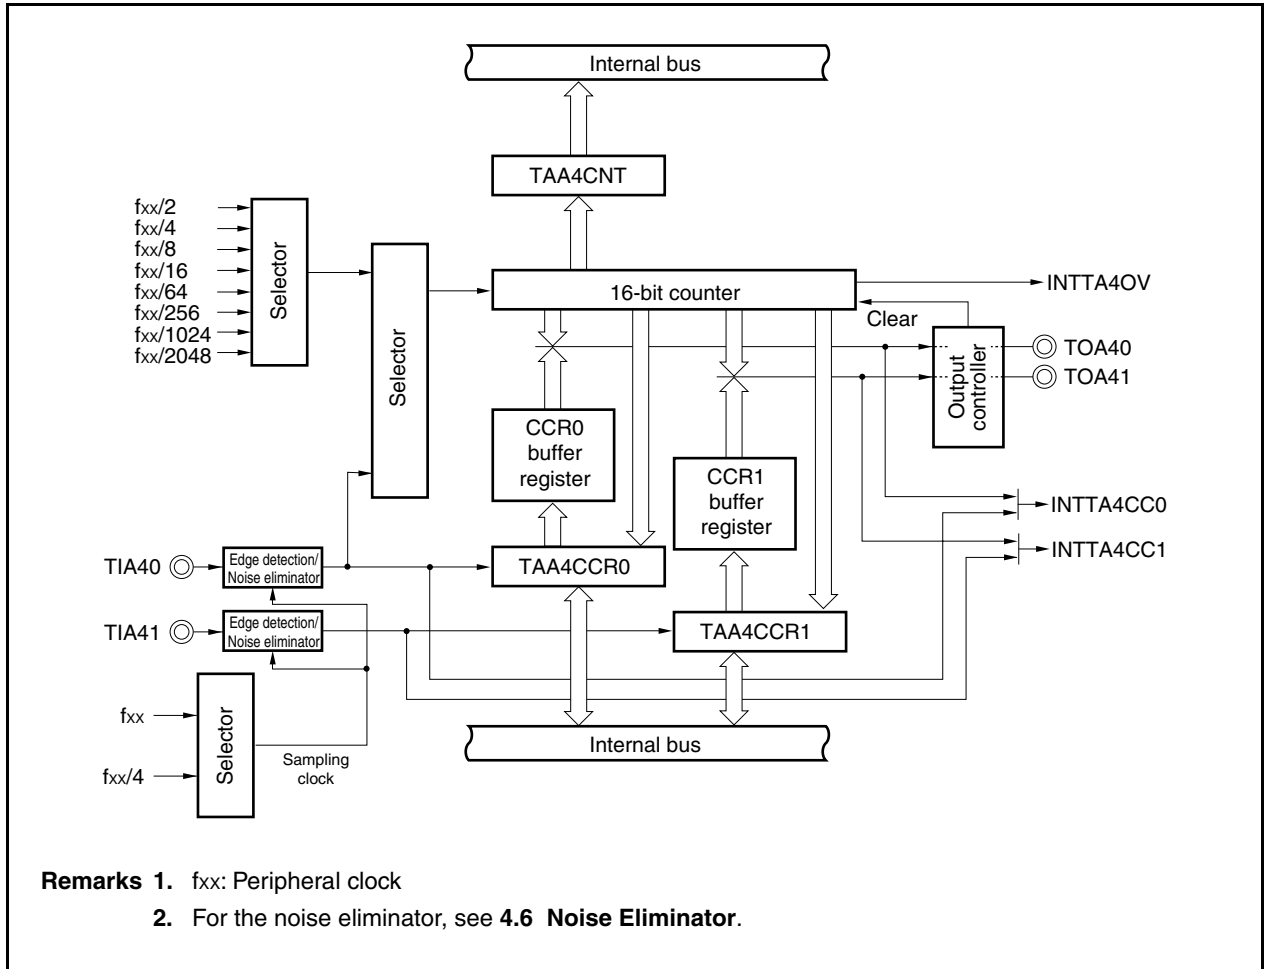 Internal bus
TAA4CNT
fxx/2
fxx/4
fxx/8
fxx/16
fxx/64
fxx/256
fxx/1024
fxx/2048
Selector
Selector
16-bit counter
INTTA4OV
Clear
Output
controller
TOA40
TOA41
CCR0
buffer
register
CCR1
buffer
register
INTTA4CC0
INTTA4CC1
TIA40
Edge detection/
Noise eliminator
TAA4CCR0
TIA41
Edge detection/
Noise eliminator
TAA4CCR1
fxx
fxx/4
Selector
Sampling
clock
Internal bus
Remarks 1. fxx: Peripheral clock
2. For the noise eliminator, see 4.6 Noise Eliminator.